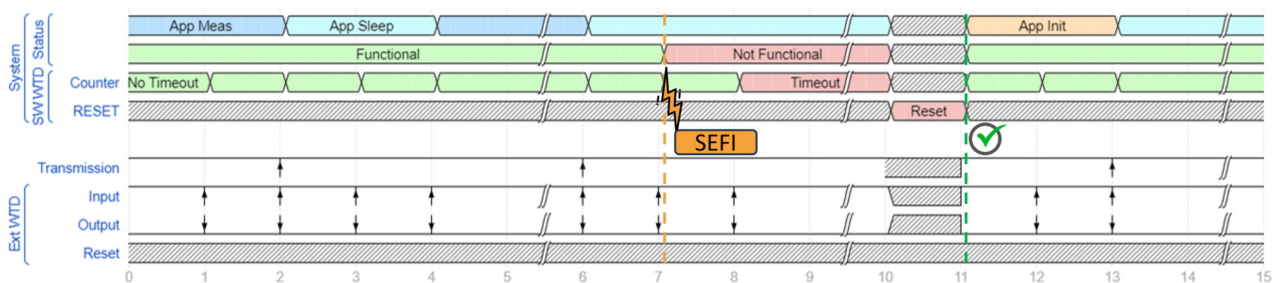 System
Status
App Meas
App Sleep
App Init
Functional
Not Functional
SW WTD
Counter
No Timeout
Timeout
RESET
Reset
SEFI
Transmission
Ext WTD
Input
Output
Reset
0 1 2 3 4 5 6 7 8 9 10 11 12 13 14 15